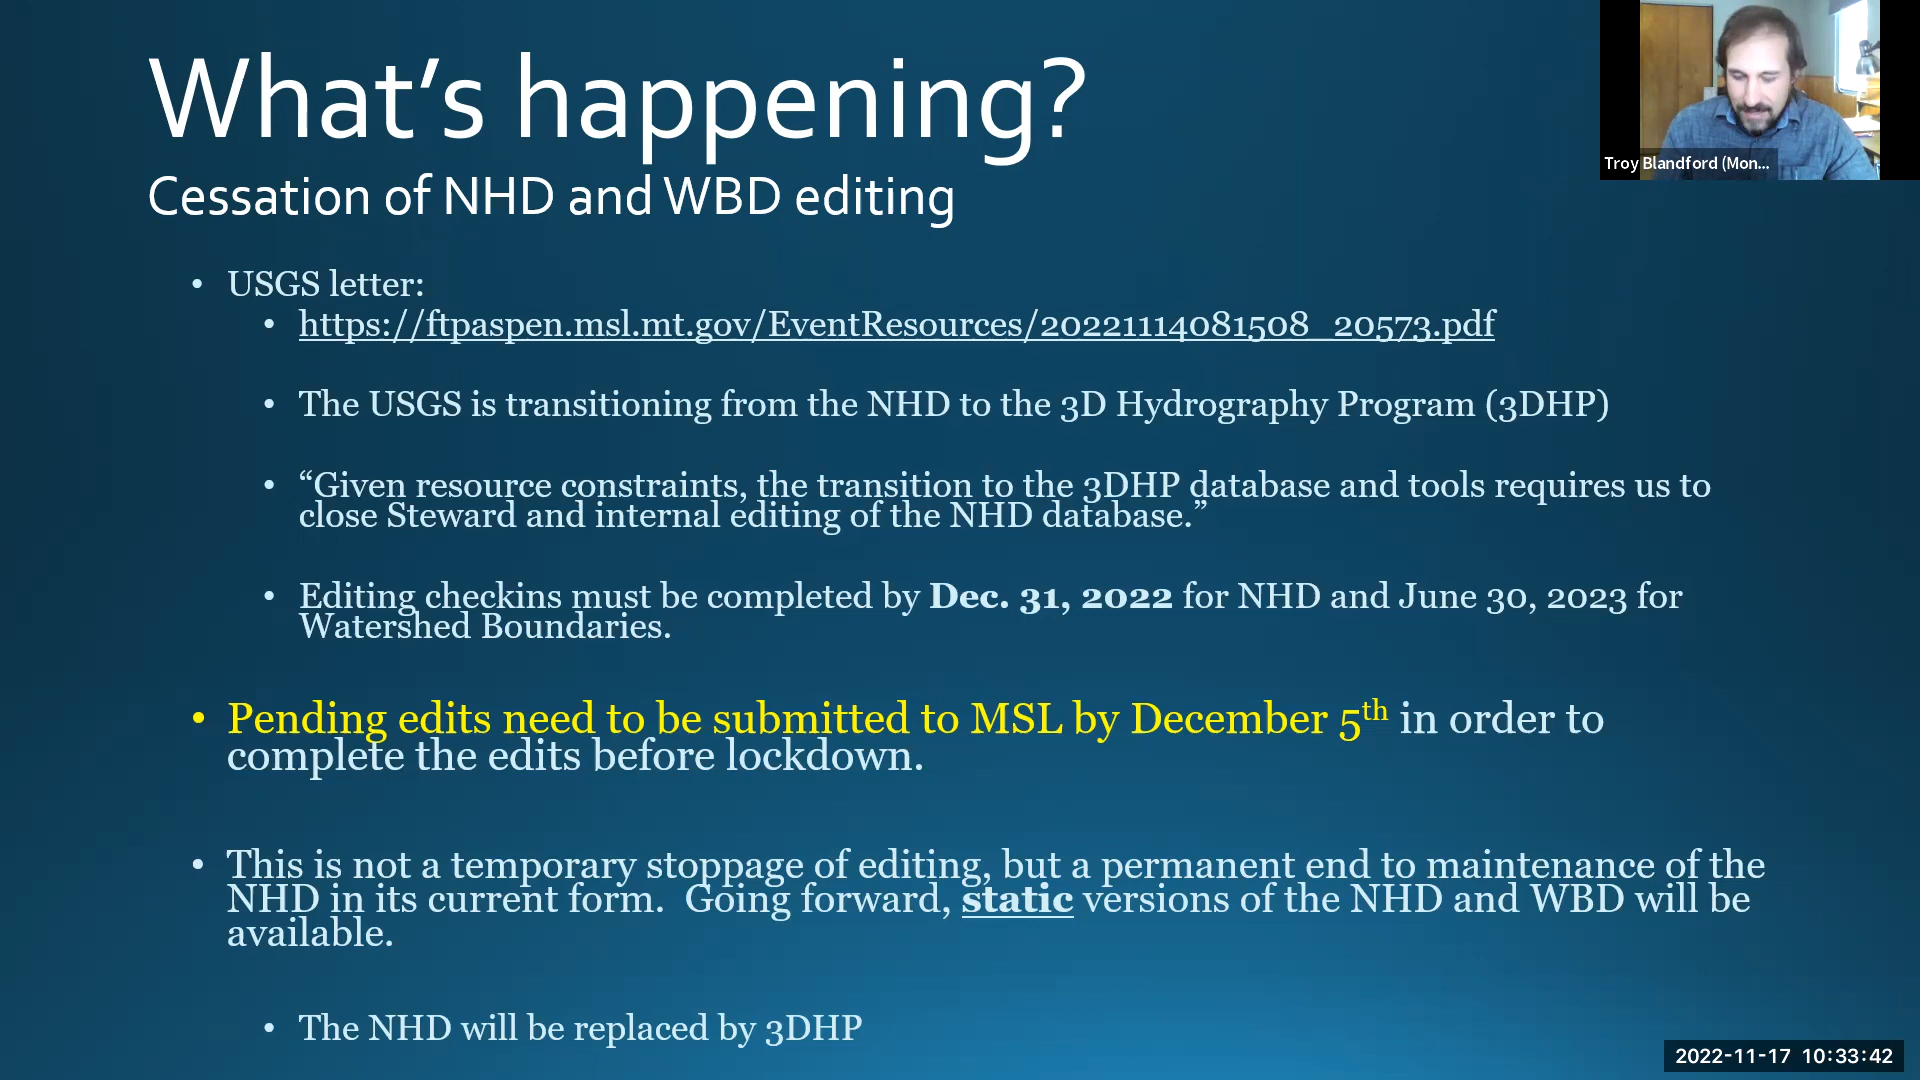 What’s happening?
Cessation of NHD and WBD editing
Troy Blandford (Mon...
• USGS letter:
• https://ftpaspen.msl.mt.gov/EventResources/20221114081508_20573.pdf
• The USGS is transitioning from the NHD to the 3D Hydrography Program (3DHP)
• “Given resource constraints, the transition to the 3DHP database and tools requires us to
close Steward and internal editing of the NHD database.”
• Editing checkins must be completed by Dec. 31, 2022 for NHD and June 30, 2023 for
Watershed Boundaries.
• Pending edits need to be submitted to MSL by December 5th in order to
complete the edits before lockdown.
• This is not a temporary stoppage of editing, but a permanent end to maintenance of the
NHD in its current form.  Going forward, static versions of the NHD and WBD will be
available.
• The NHD will be replaced by 3DHP
2022-11-17 10:33:42